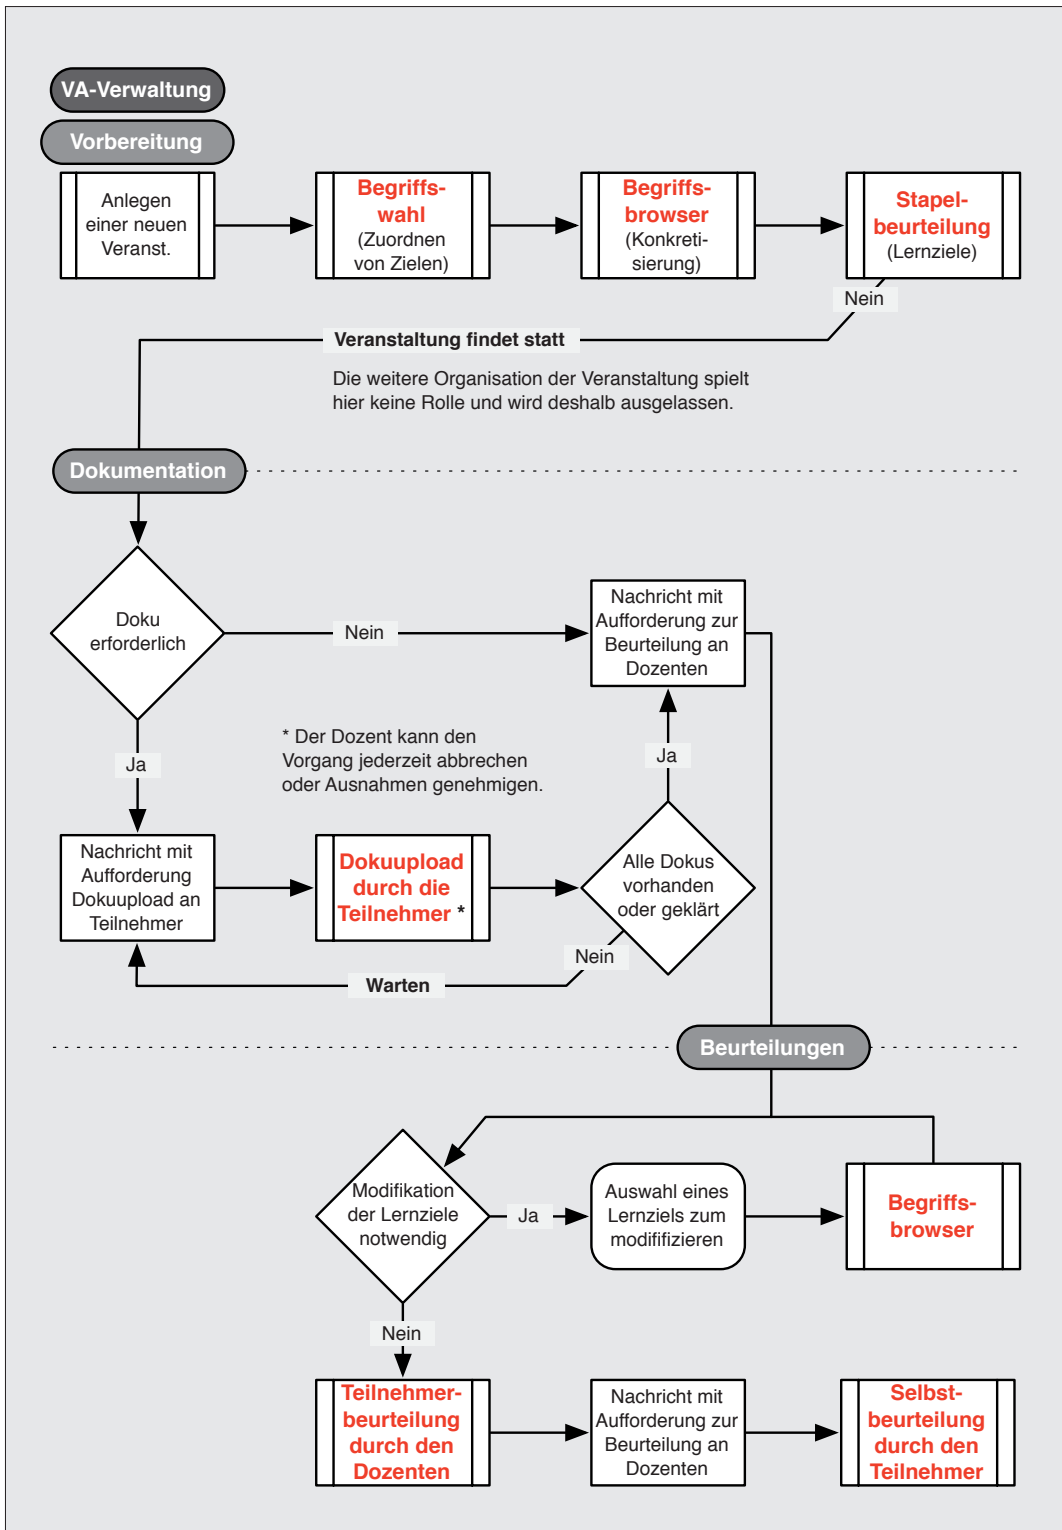 VA-Verwaltung
Vorbereitung
Anlegen
einer neuen
Veranst.
Begriffs-
wahl
(Zuordnen
von Zielen)
Begriffs-
browser
(Konkreti-
sierung)
Stapel-
beurteilung
(Lernziele)
Nein
Veranstaltung findet statt
Die weitere Organisation der Veranstaltung spielt
hier keine Rolle und wird deshalb ausgelassen.
Dokumentation
Doku
erforderlich
Nein
Nachricht mit
Aufforderung zur
Beurteilung an
Dozenten
Ja
* Der Dozent kann den
Vorgang jederzeit abbrechen
oder Ausnahmen genehmigen.
Ja
Nachricht mit
Aufforderung
Dokuupload an
Teilnehmer
Dokuupload
durch die
Teilnehmer *
Alle Dokus
vorhanden
oder geklärt
Nein
Warten
Beurteilungen
Modifikation
der Lernziele
notwendig
Ja
Auswahl eines
Lernziels zum
modififizieren
Begriffs-
browser
Nein
Teilnehmer-
beurteilung
durch den
Dozenten
Nachricht mit
Aufforderung zur
Beurteilung an
Dozenten
Selbst-
beurteilung
durch den
Teilnehmer